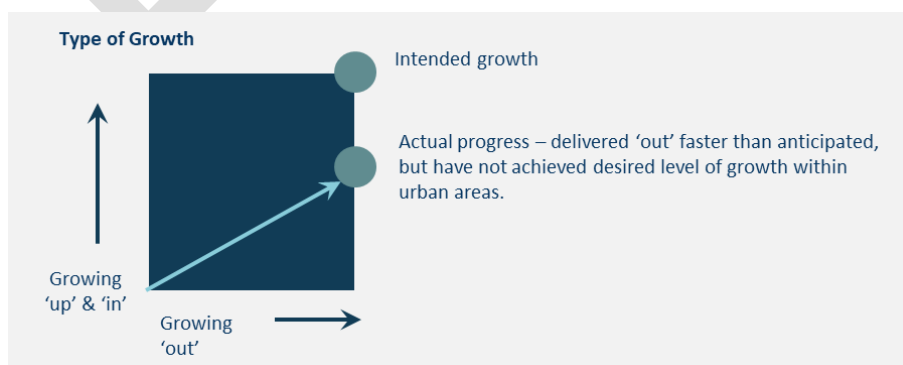 Type of Growth
Intended growth
Actual progress – delivered ‘out’ faster than anticipated,
but have not achieved desired level of growth within
urban areas.
Growing
‘up’ & ‘in’
Growing
‘out’